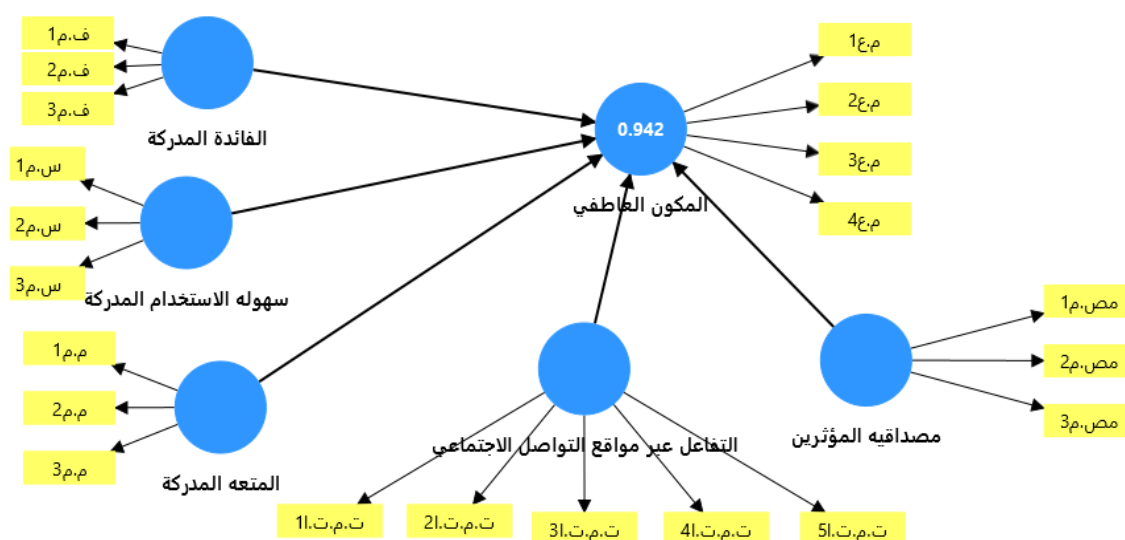 ف.م1
ف.م2
ف.م3
الفائدة المدركة
س.م1
س.م2
س.م3
سهوله الاستخدام المدركة
م.م1
م.م2
م.م3
المتعه المدركة
0.942
المكون العاطفي
م.ع1
م.ع2
م.ع3
م.ع4
التفاعل عبر مواقع التواصل الاجتماعي
ت.م.ت.ا1
ت.م.ت.ا2
ت.م.ت.ا3
ت.م.ت.ا4
ت.م.ت.ا5
مص.م1
مص.م2
مص.م3
مصداقيه المؤثرين